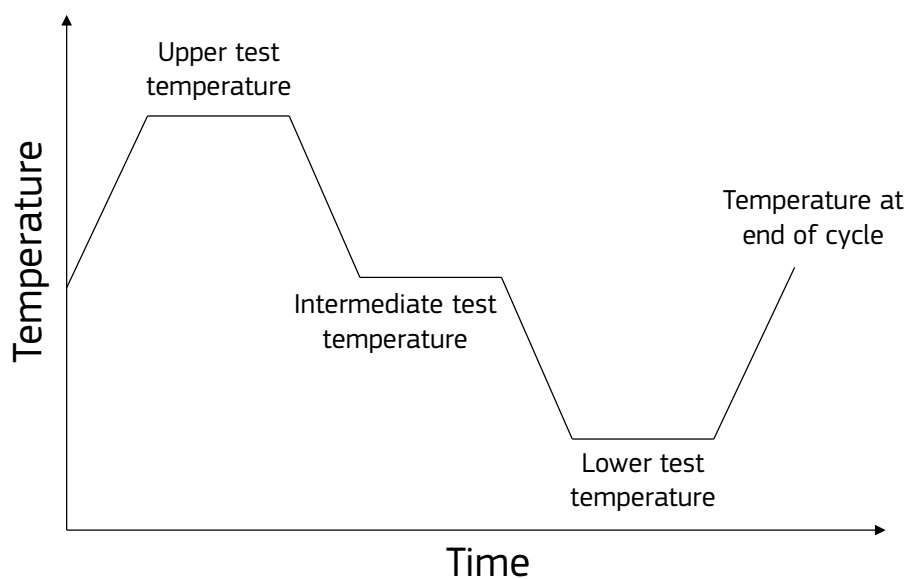 Upper test
temperature
Temperature
Temperature at
end of cycle
Intermediate test
temperature
Lower test
temperature
Time